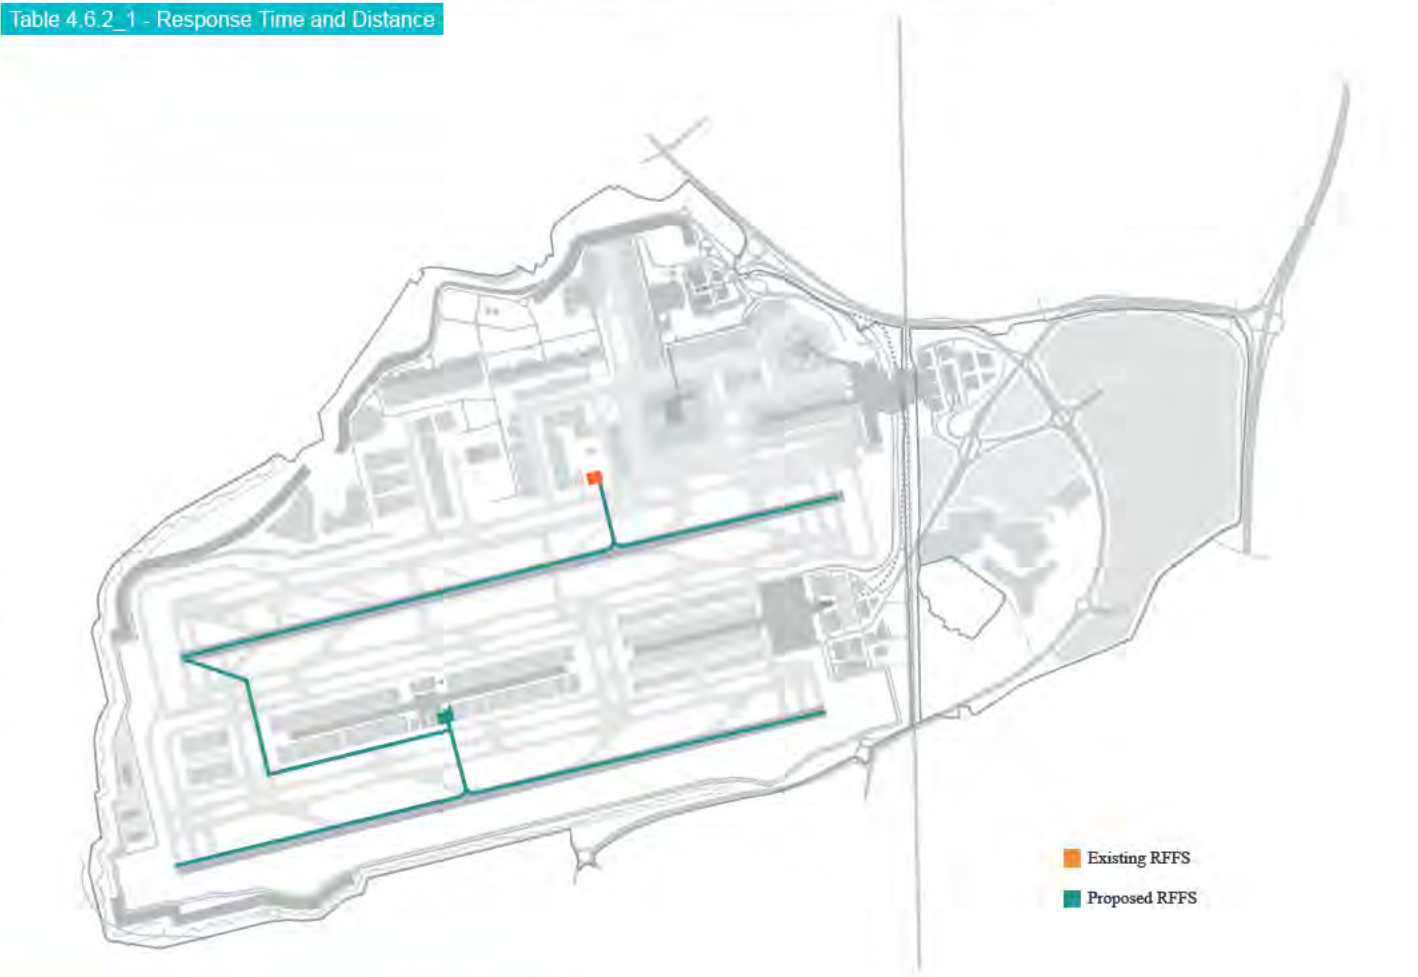 Table 4.6.2_1 - Response Time and Distance
Existing RFFS
Proposed RFFS